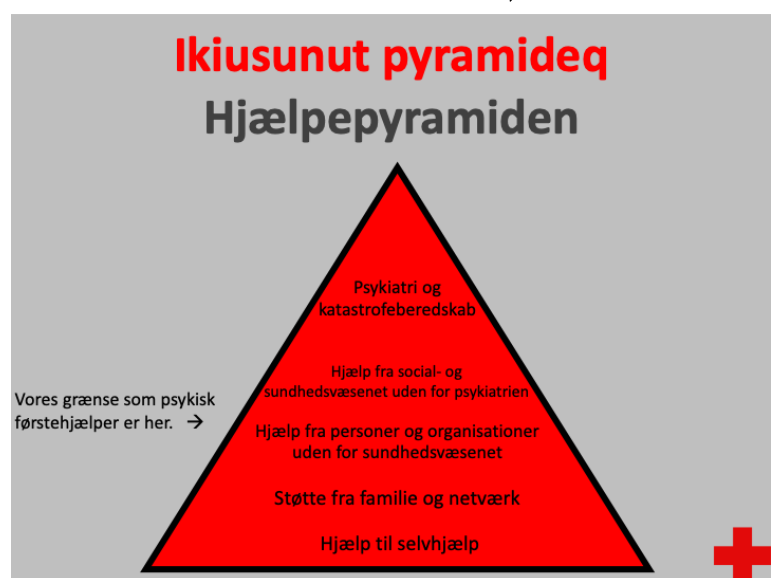 Ikiusunut pyramideq
Hjælpepyramiden
Psykiatri og
katastrofeberedskab
Hjælp fra social- og
sundhedsvæsenet uden for psykiatrien
Vores grænse som psykisk
førstehjælper er her. →
Hjælp fra personer og organisationer
uden for sundhedsvæsenet
Støtte fra familie og netværk
Hjælp til selvhjælp